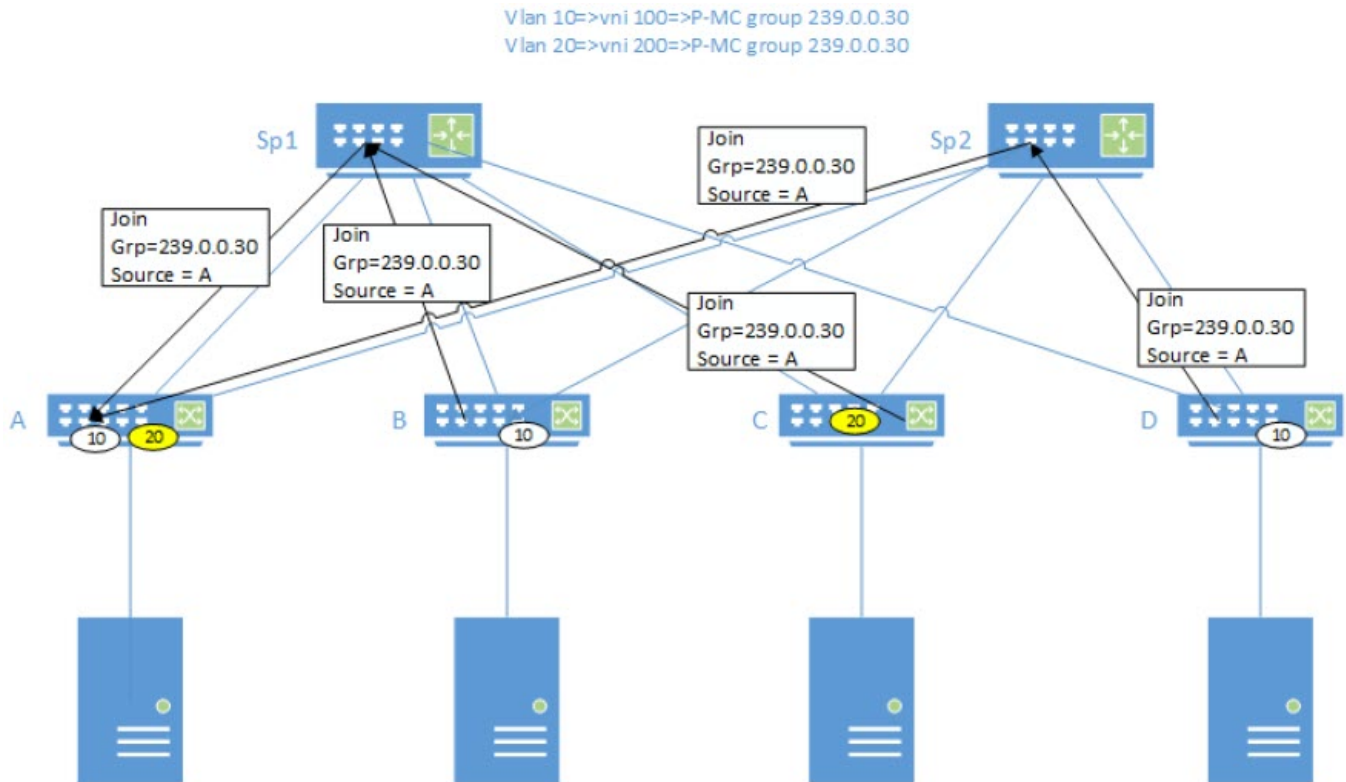 Vlan 10=>vni 100=>P-MC group 239.0.0.30
Vlan 20=>vni 200=>P-MC group 239.0.0.30
Sp1
Sp2
Join
Grp=239.0.0.30
Source = A
Join
Grp=239.0.0.30
Source = A
Join
Grp=239.0.0.30
Source = A
Join
Grp=239.0.0.30
Source = A
Join
Grp=239.0.0.30
Source = A
A
10
20
B
10
C
20
D
10